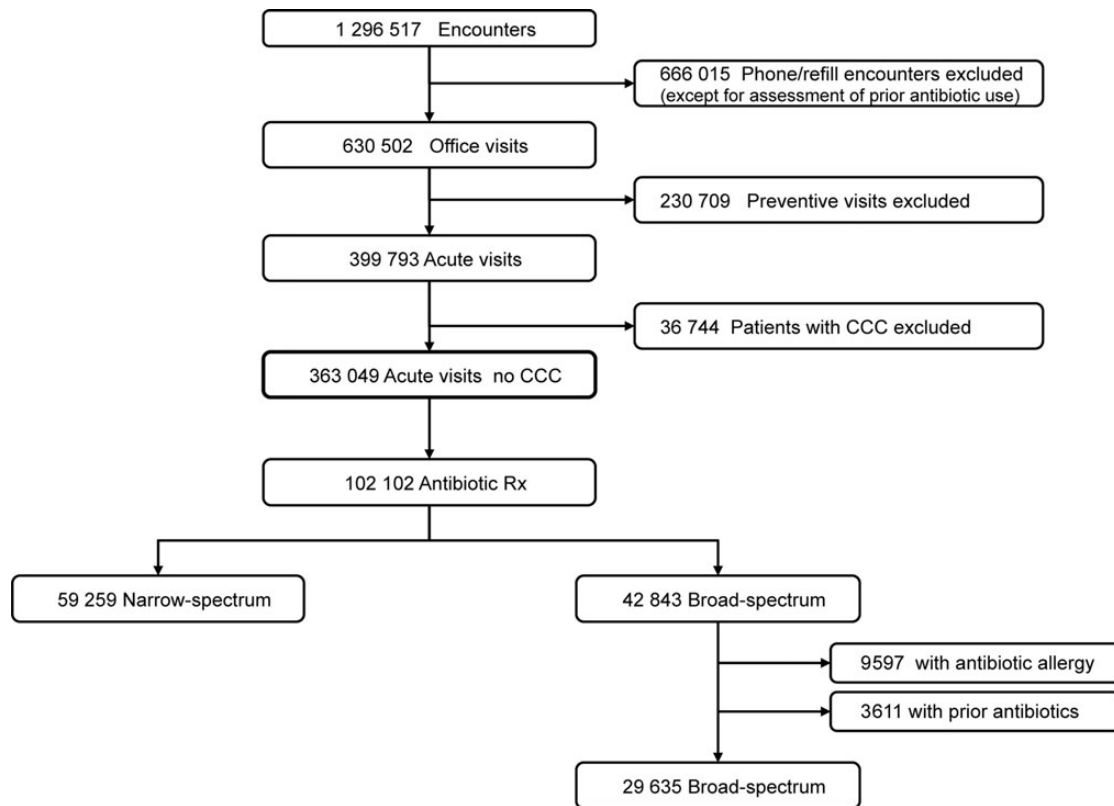 1 296 517 Encounters
666 015 Phone/refill encounters excluded
(except for assessment of prior antibiotic use)
630 502 Office visits
230 709 Preventive visits excluded
399 793 Acute visits
36 744 Patients with CCC excluded
363 049 Acute visits no CCC
102 102 Antibiotic Rx
59 259 Narrow-spectrum
42 843 Broad-spectrum
9597 with antibiotic allergy
3611 with prior antibiotics
29 635 Broad-spectrum